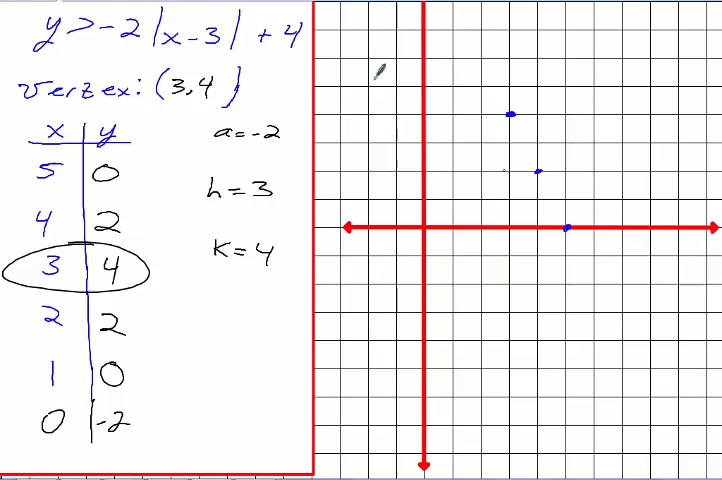 y > -2 |x - 3| + 4
verzex: (3,4)
x y
5 0
4 2
3 4
2 2
1 0
0 -2
a = -2
h = 3
K = 4